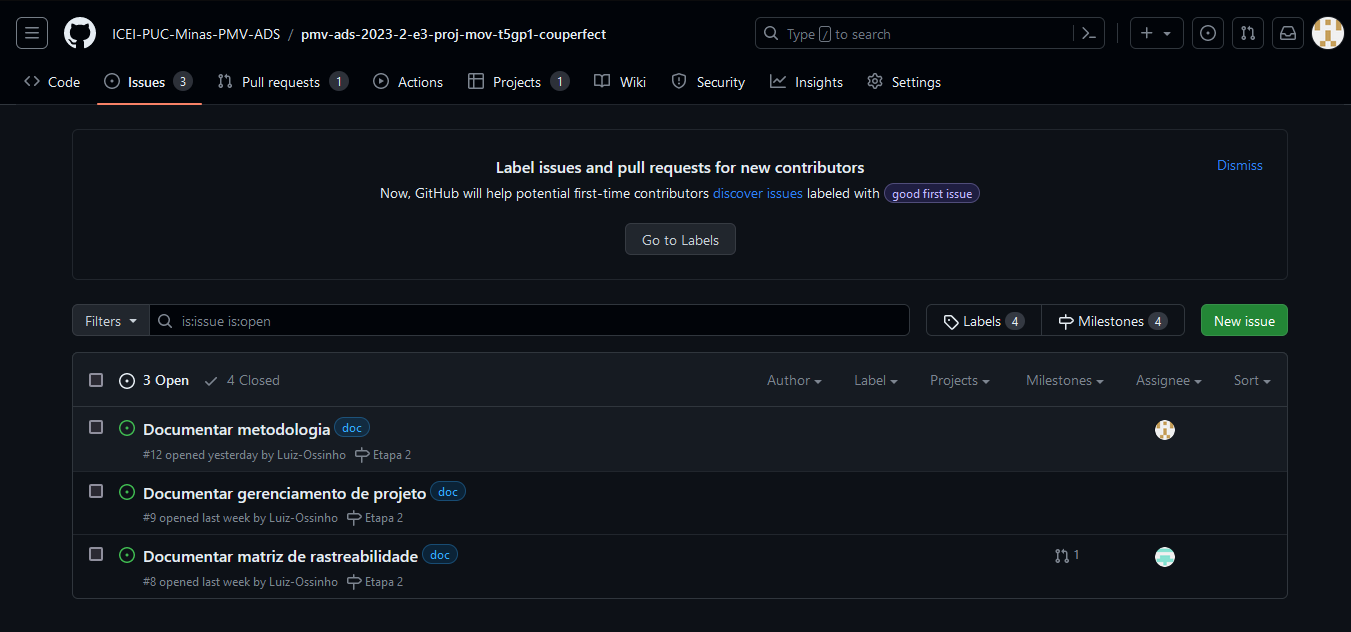 ICEI-PUC-Minas-PMV-ADS / pmv-ads-2023-2-e3-proj-mov-t5gp1-couperfect Type / to search
Code Issues 3 Pull requests 1 Actions Projects 1 Wiki Security Insights Settings
Label issues and pull requests for new contributors Dismiss
Now, GitHub will help potential first-time contributors discover issues labeled with good first issue
Go to Labels
Filters is:issue is:open Labels 4 Milestones 4 New issue
3 Open 4 Closed Author Label Projects Milestones Assignee Sort
Documentar metodologia doc
#12 opened yesterday by Luiz-Ossinho Etapa 2
Documentar gerenciamento de projeto doc
#9 opened last week by Luiz-Ossinho Etapa 2
Documentar matriz de rastreabilidade doc 1
#8 opened last week by Luiz-Ossinho Etapa 2